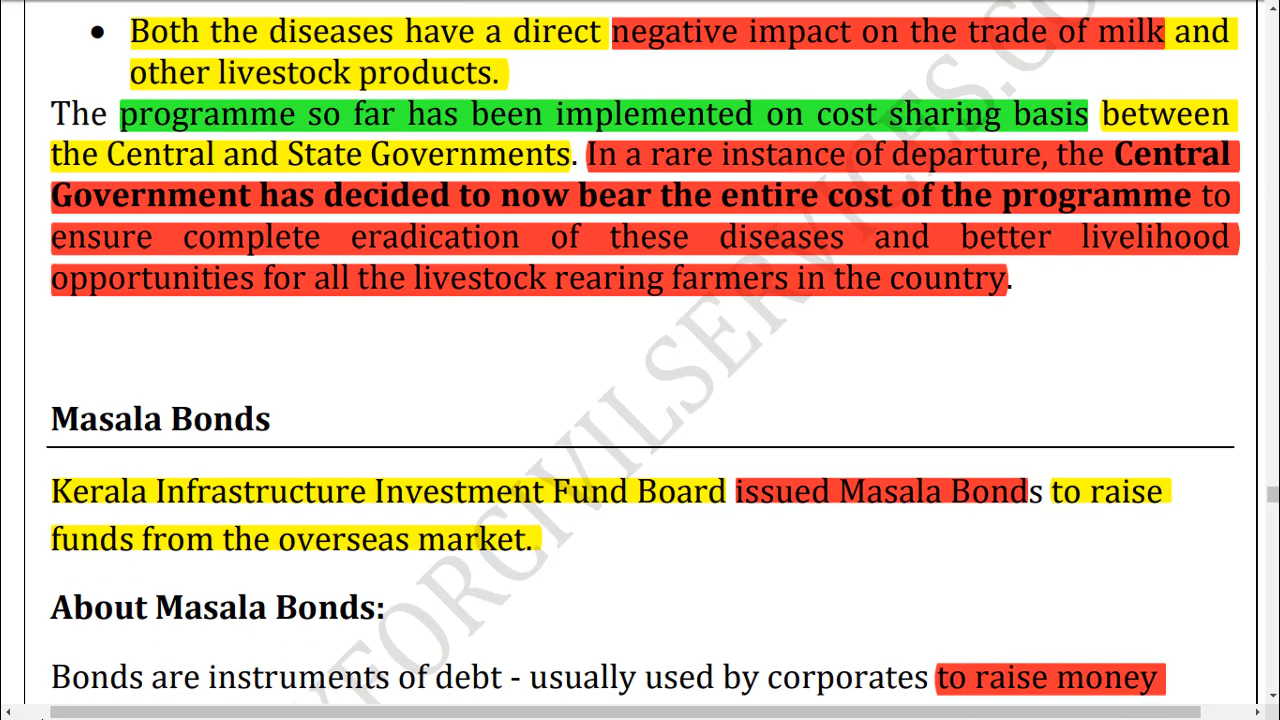 • Both the diseases have a direct negative impact on the trade of milk and
other livestock products.
The programme so far has been implemented on cost sharing basis between
the Central and State Governments. In a rare instance of departure, the Central
Government has decided to now bear the entire cost of the programme to
ensure complete eradication of these diseases and better livelihood
opportunities for all the livestock rearing farmers in the country.
Masala Bonds
Kerala Infrastructure Investment Fund Board issued Masala Bonds to raise
funds from the overseas market.
About Masala Bonds:
Bonds are instruments of debt - usually used by corporates to raise money